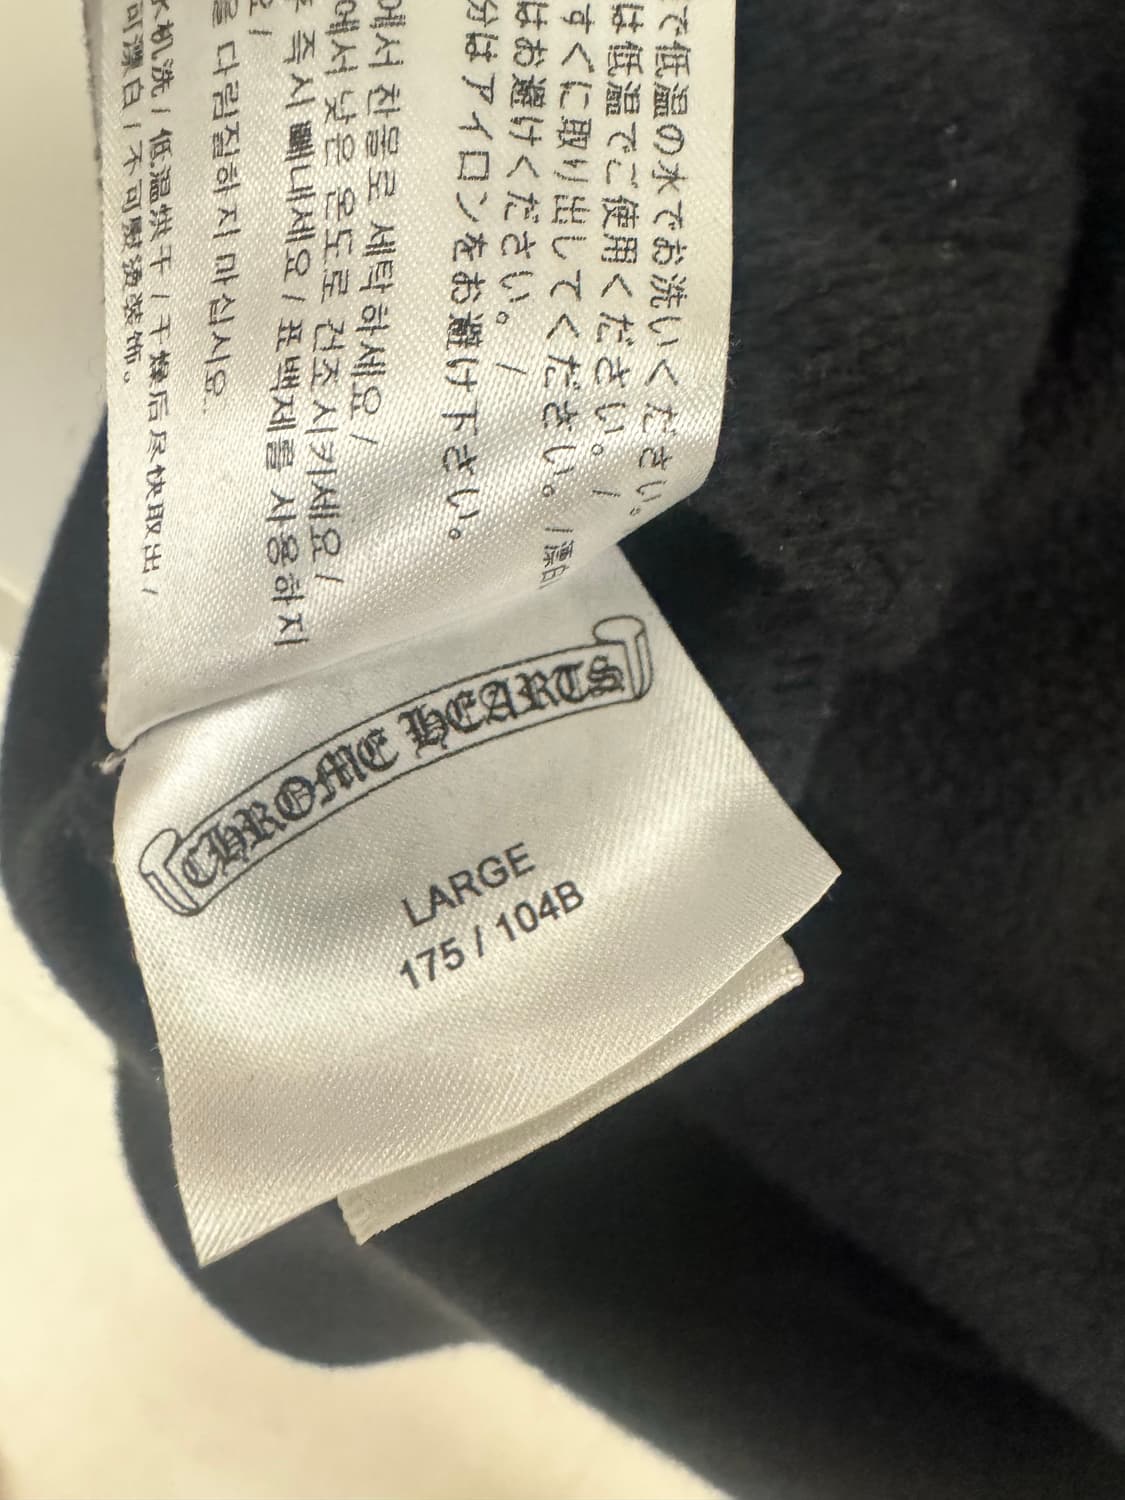 で低温の水でお洗いください。/
は低温でご使用ください。/
すぐに取り出してください。/漂白
はお避けください。/
分はアイロンをお避け下さい。
에서 찬물로 세탁하세요 /
에서 낮은 온도로 건조시키세요 /
즉시 빼내세요 / 표백제를 사용하지
요 /
을 다림질하지 마십시오.
水机洗 / 低温烘干 / 干燥后尽快取出 /
可漂白 / 不可熨烫装饰。
CHROME HEARTS
LARGE
175 / 104B